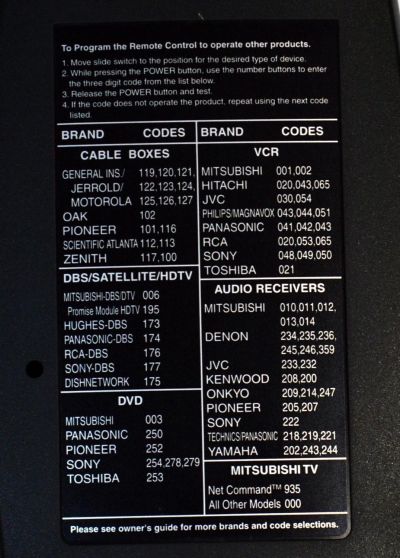 To Program the Remote Control to operate other products.
1. Move slide switch to the position for the desired type of device.
2. While pressing the POWER button, use the number buttons to enter
the three digit code from the list below.
3. Release the POWER button and test.
4. If the code does not operate the product, repeat using the next code
listed.
BRAND CODES
CABLE BOXES
GENERAL INS./ 119,120,121,
JERROLD/ 122,123,124,
MOTOROLA 125,126,127
OAK 102
PIONEER 101,116
SCIENTIFIC ATLANTA 112,113
ZENITH 117,100
DBS/SATELLITE/HDTV
MITSUBISHI-DBS/DTV 006
Promise Module HDTV 195
HUGHES-DBS 173
PANASONIC-DBS 174
RCA-DBS 176
SONY-DBS 177
DISHNETWORK 175
DVD
MITSUBISHI 003
PANASONIC 250
PIONEER 252
SONY 254,278,279
TOSHIBA 253
BRAND CODES
VCR
MITSUBISHI 001,002
HITACHI 020,043,065
JVC 030,054
PHILIPS/MAGNAVOX 043,044,051
PANASONIC 041,042,043
RCA 020,053,065
SONY 048,049,050
TOSHIBA 021
AUDIO RECEIVERS
MITSUBISHI 010,011,012,
013,014
DENON 234,235,236,
245,246,359
JVC 233,232
KENWOOD 208,200
ONKYO 209,214,247
PIONEER 205,207
SONY 222
TECHNICS/PANASONIC 218,219,221
YAMAHA 202,243,244
MITSUBISHI TV
Net Command™ 935
All Other Models 000
Please see owner's guide for more brands and code selections.